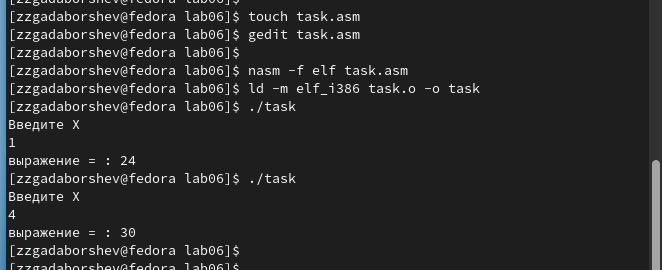 [zzgadaborshev@fedora lab06]$ touch task.asm
[zzgadaborshev@fedora lab06]$ gedit task.asm
[zzgadaborshev@fedora lab06]$
[zzgadaborshev@fedora lab06]$ nasm -f elf task.asm
[zzgadaborshev@fedora lab06]$ ld -m elf_i386 task.o -o task
[zzgadaborshev@fedora lab06]$ ./task
Введите X
1
выражение = : 24
[zzgadaborshev@fedora lab06]$ ./task
Введите X
4
выражение = : 30
[zzgadaborshev@fedora lab06]$
[zzgadaborshev@fedora lab06]$